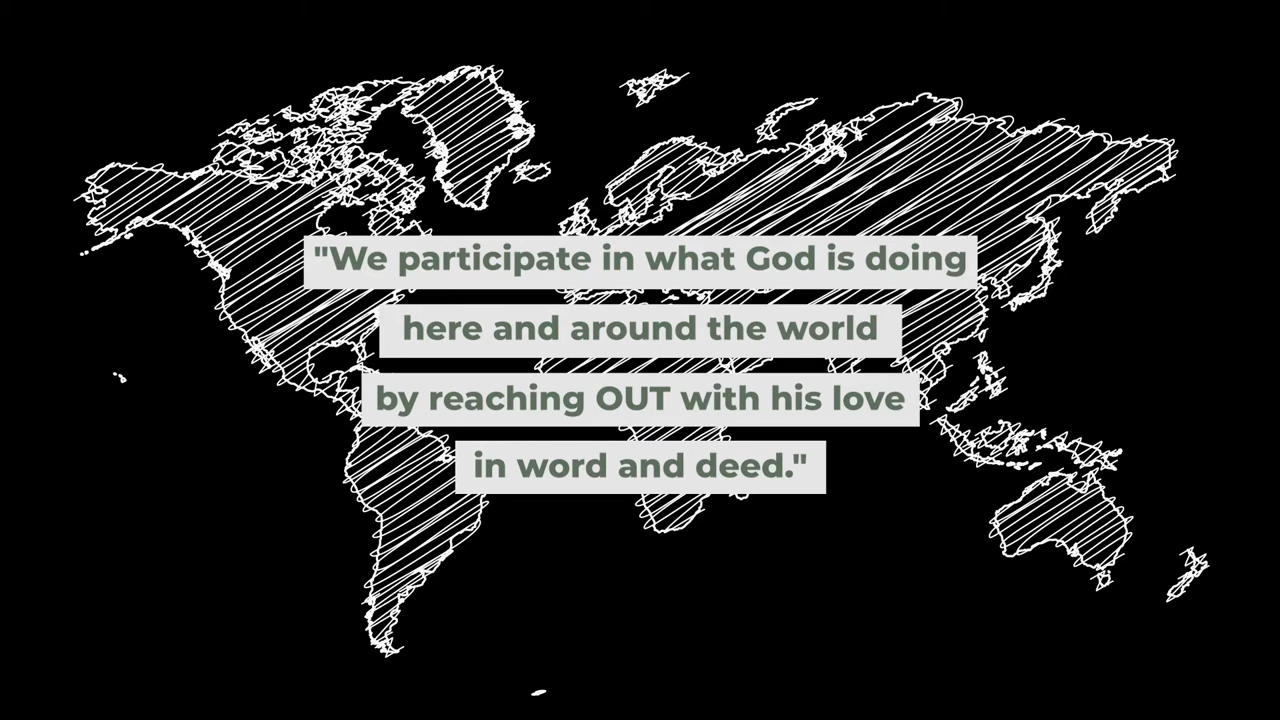 "We participate in what God is doing
here and around the world
by reaching OUT with his love
in word and deed."